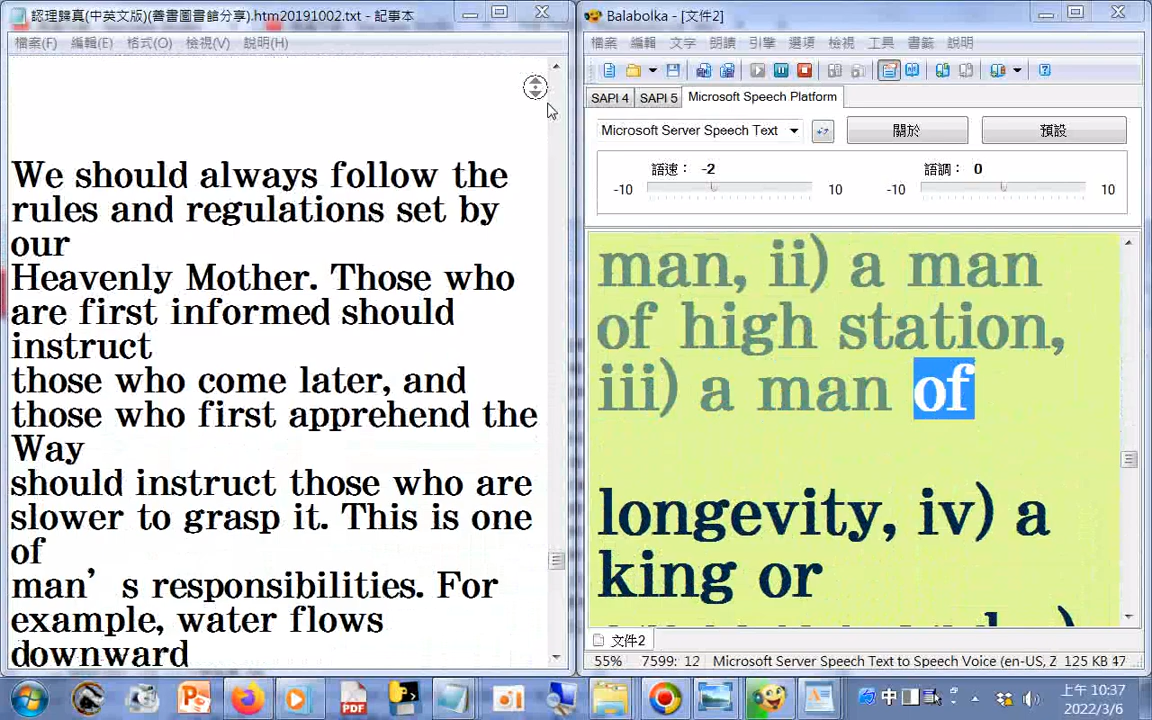 認理歸真(中英文版)(善書圖書館分享).htm20191002.txt - 記事本
檔案(F) 編輯(E) 格式(O) 檢視(V) 說明(H)
We should always follow the
rules and regulations set by
our
Heavenly Mother. Those who
are first informed should
instruct
those who come later, and
those who first apprehend the
Way
should instruct those who are
slower to grasp it. This is one
of
man’s responsibilities. For
example, water flows
downward
Balabolka - [文件2]
檔案 編輯 文字 朗讀 引擎 選項 檢視 工具 書籤 說明
SAPI 4 SAPI 5 Microsoft Speech Platform
Microsoft Server Speech Text 關於 預設
語速： -2 語調： 0
-10 10 -10 10
man, ii) a man
of high station,
iii) a man of
longevity, iv) a
king or
文件2
55% 7599: 12 Microsoft Server Speech Text to Speech Voice (en-US, Z 125 KB 47
中 上午 10:37
2022/3/6